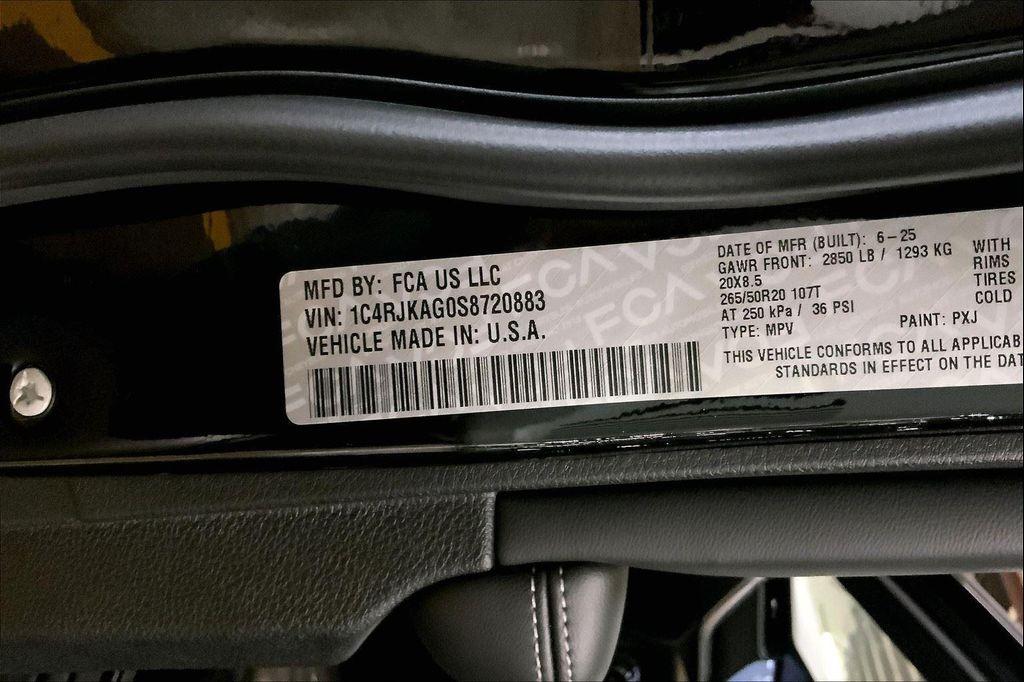 MFD BY: FCA US LLC
VIN: 1C4RJKAG0S8720883
VEHICLE MADE IN: U.S.A.
DATE OF MFR (BUILT): 6-25
GAWR FRONT: 2850 LB / 1293 KG WITH
20X8.5 RIMS
265/50R20 107T TIRES
AT 250 kPa / 36 PSI COLD
TYPE: MPV PAINT: PXJ
THIS VEHICLE CONFORMS TO ALL APPLICAB
STANDARDS IN EFFECT ON THE DAT